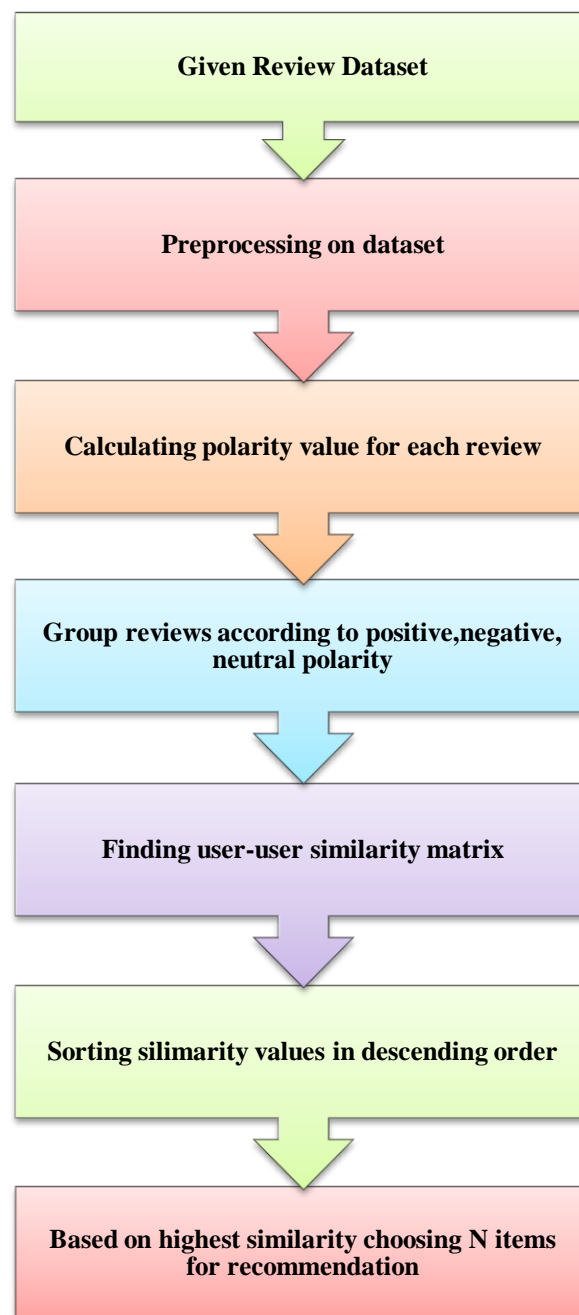 Given Review Dataset
Preprocessing on dataset
Calculating polarity value for each review
Group reviews according to positive,negative,
neutral polarity
Finding user-user similarity matrix
Sorting silimarity values in descending order
Based on highest similarity choosing N items
for recommendation